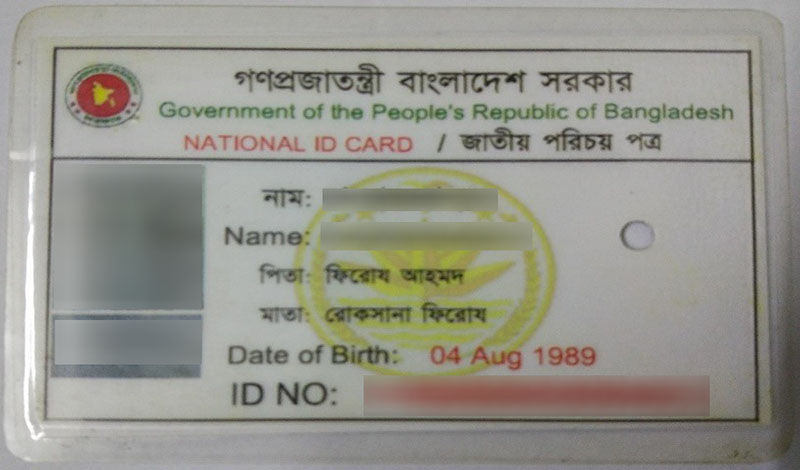 গণপ্রজাতন্ত্রী বাংলাদেশ সরকার
Government of the People's Republic of Bangladesh
NATIONAL ID CARD / জাতীয় পরিচয় পত্র
নাম:
Name:
পিতা: ফিরোয আহমদ
মাতা: রোকসানা ফিরোয
Date of Birth: 04 Aug 1989
ID NO: